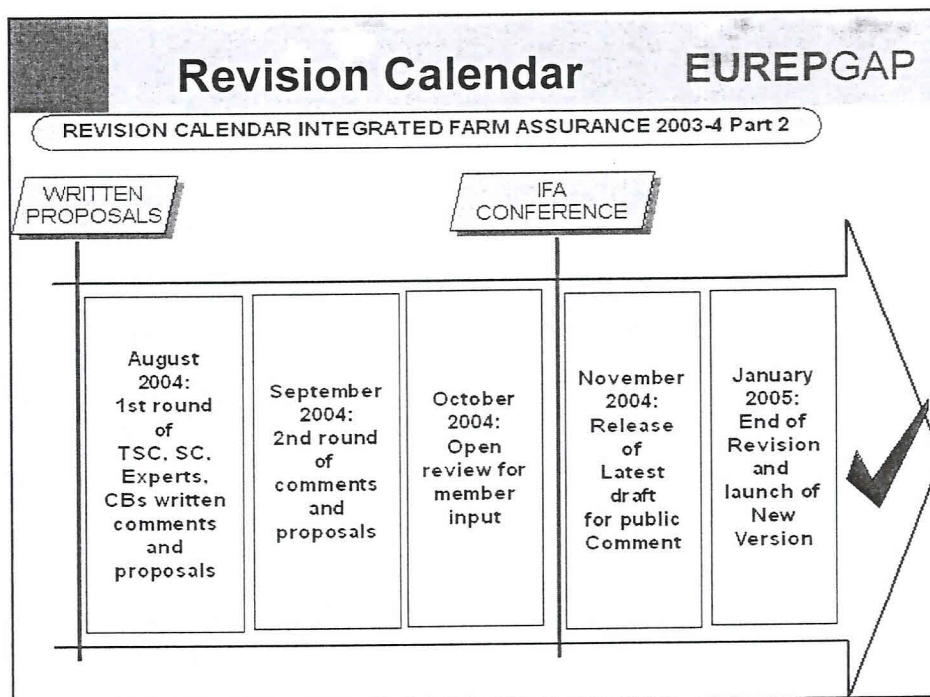 Revision Calendar
EUREPGAP
REVISION CALENDAR INTEGRATED FARM ASSURANCE 2003-4 Part 2
WRITTEN
PROPOSALS
IFA
CONFERENCE
August
2004:
1st round
of
TSC, SC,
Experts,
CBs written
comments
and
proposals
September
2004:
2nd round
of
comments
and
proposals
October
2004:
Open
review for
member
input
November
2004:
Release
of
Latest
draft
for public
Comment
January
2005:
End of
Revision
and
launch of
New
Version